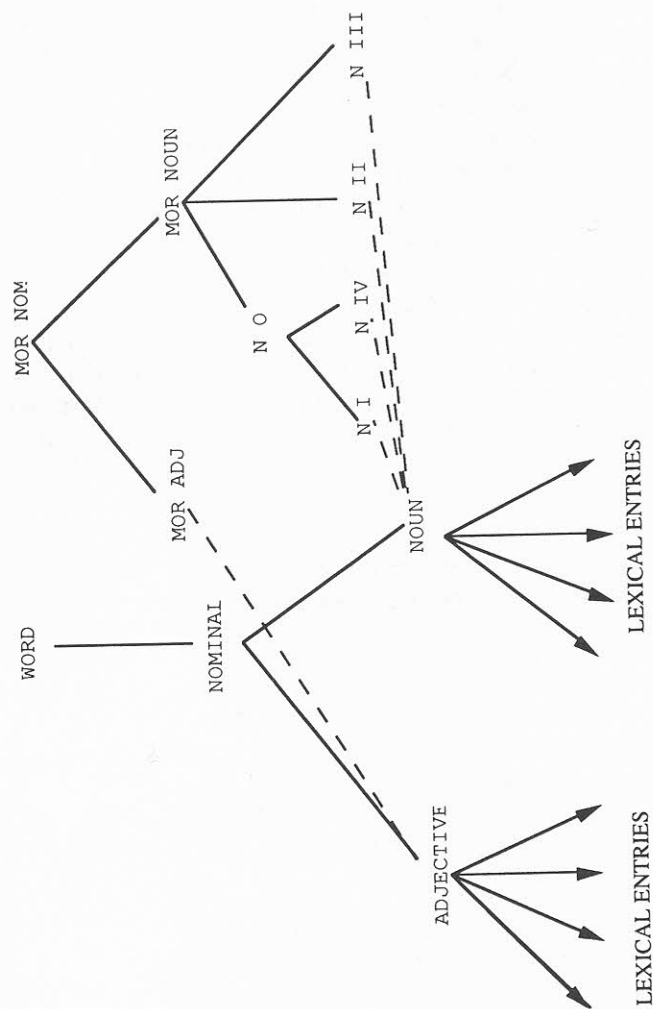 WORD
MOR NOM
NOMINAL
MOR ADJ
MOR NOUN
N O
ADJECTIVE
NOUN
N I
N IV
N II
N III
LEXICAL ENTRIES
LEXICAL ENTRIES